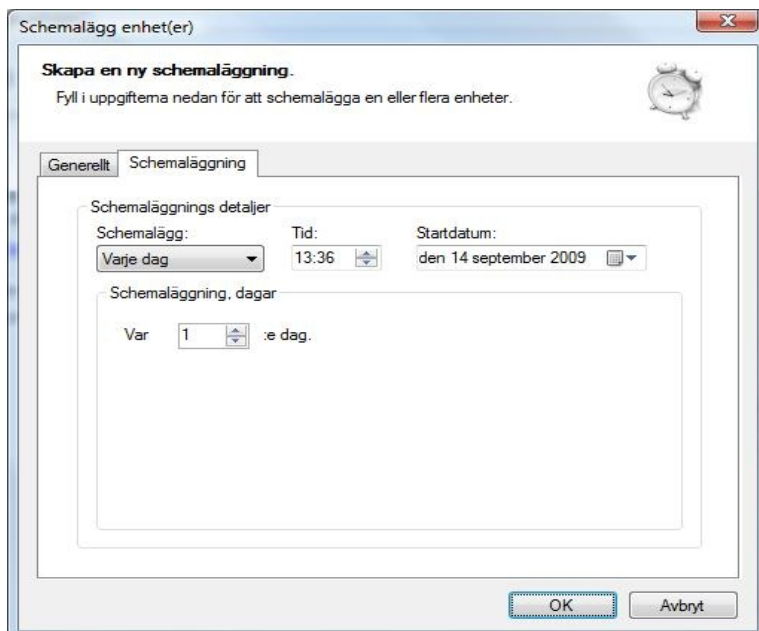 Schemalägg enhet(er)
Skapa en ny schemaläggning.
Fyll i uppgifterna nedan för att schemalägga en eller flera enheter.
Generellt Schemaläggning
Schemaläggnings detaljer
Schemalägg: Tid: Startdatum:
Varje dag 13:36 den 14 september 2009
Schemaläggning, dagar
Var 1 :e dag.
OK Avbryt